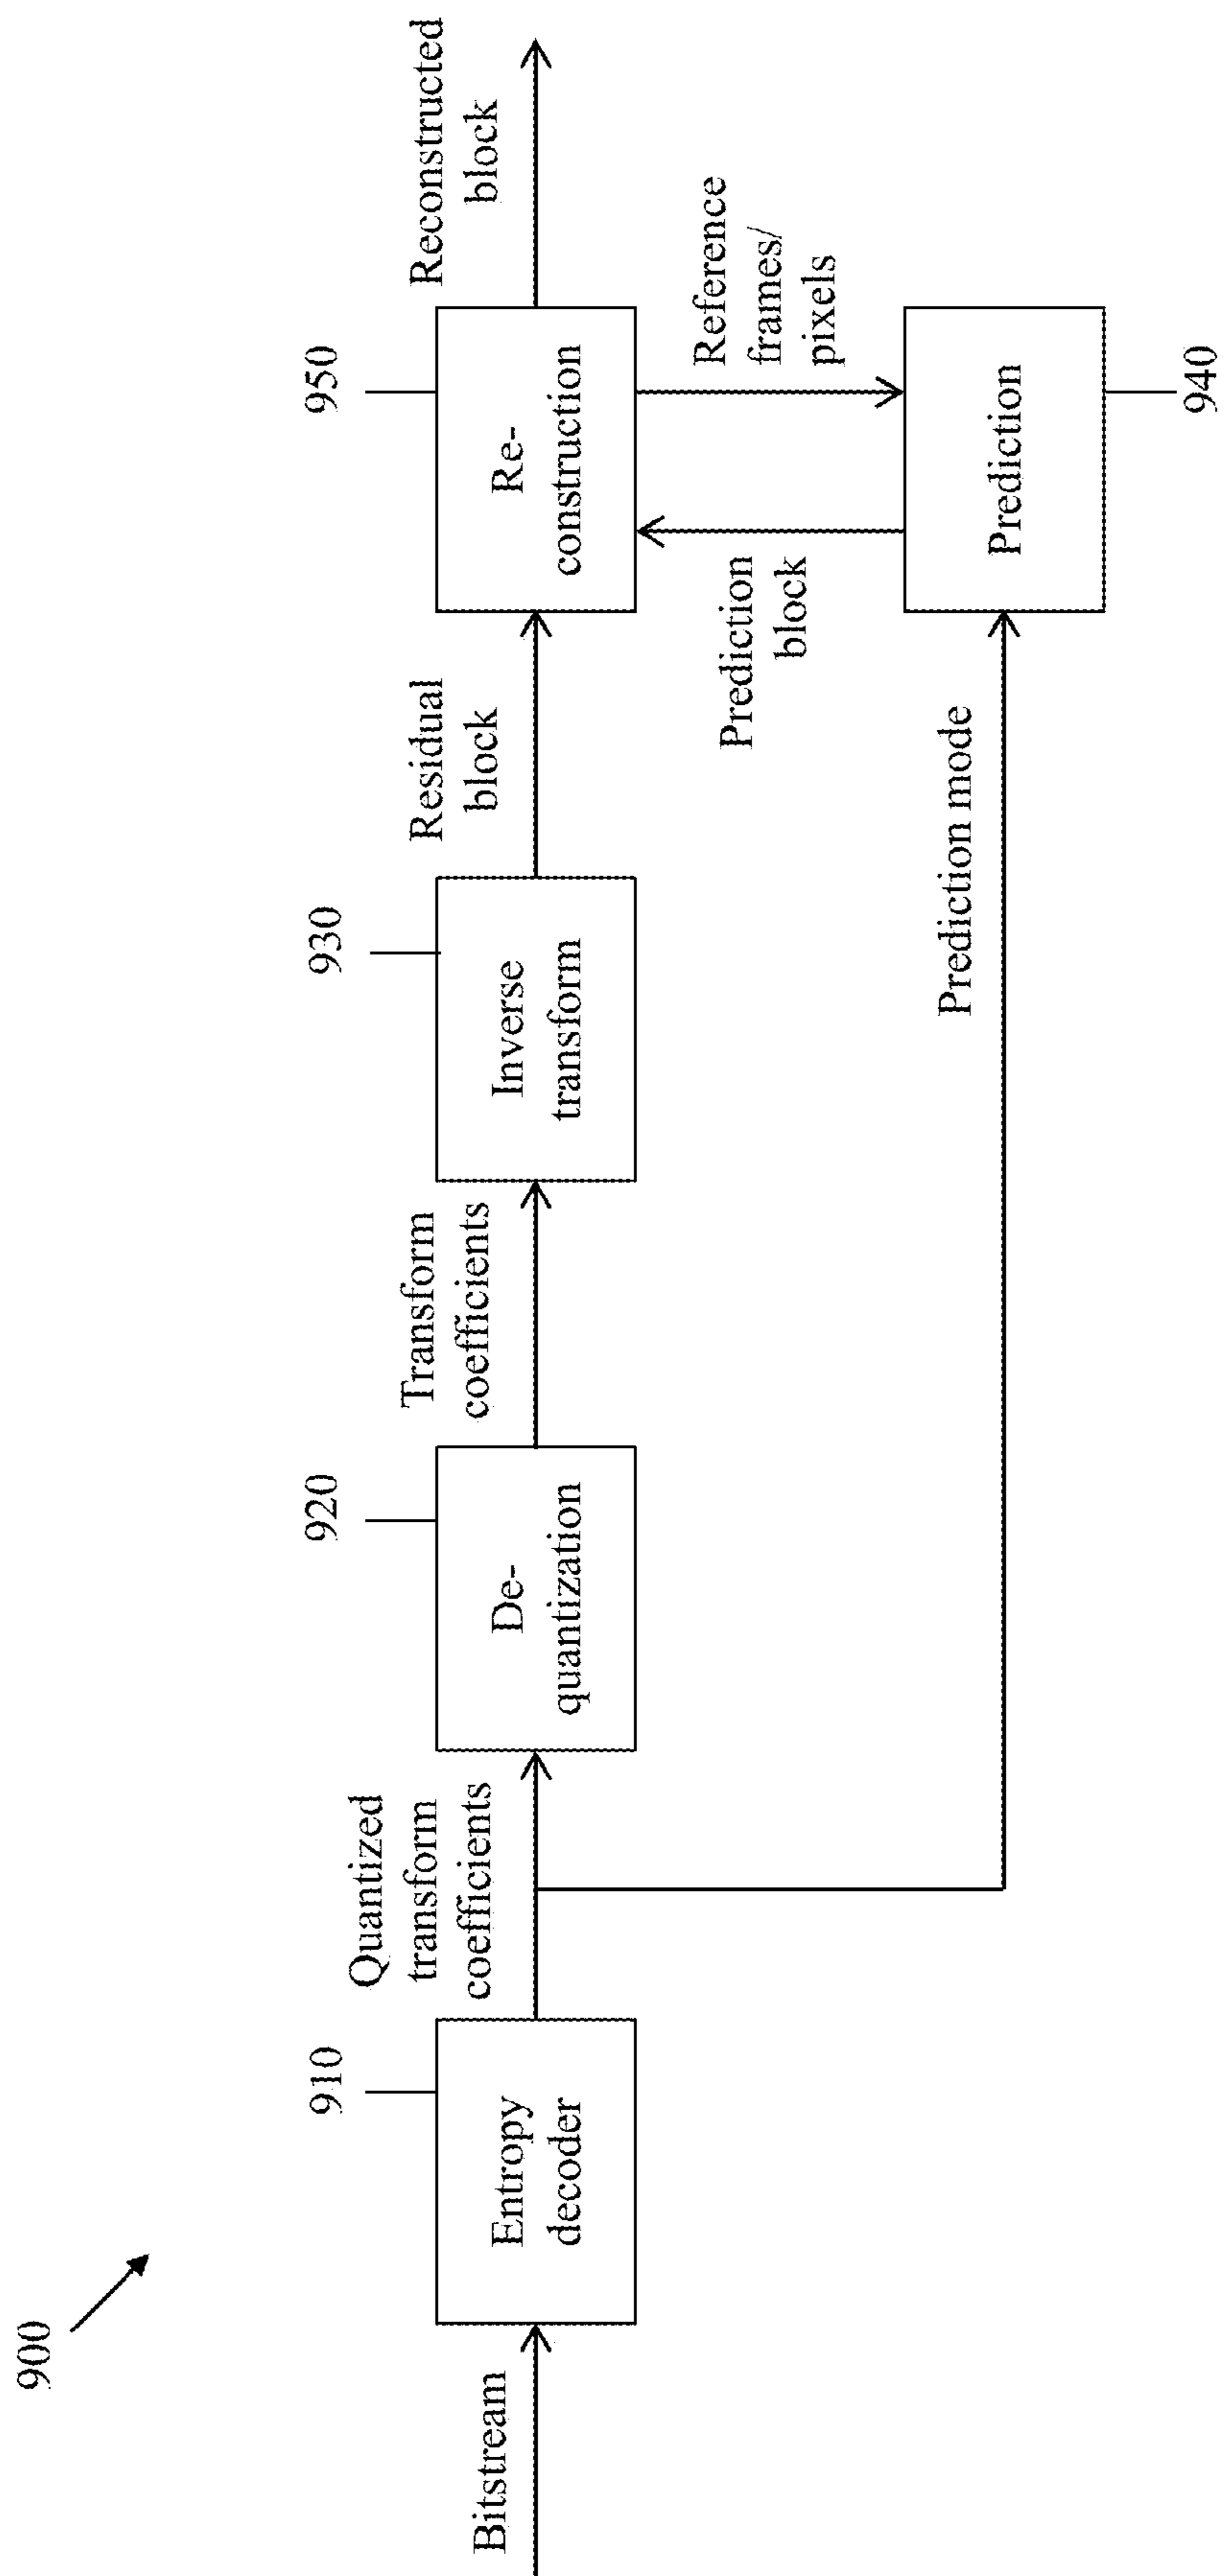 900
Bitstream
910
Entropy
decoder
Quantized
transform
coefficients
920
De-
quantization
Transform
coefficients
930
Inverse
transform
Residual
block
950
Re-
construction
Reconstructed
block
Prediction
block
Reference
frames/
pixels
Prediction mode
Prediction
940